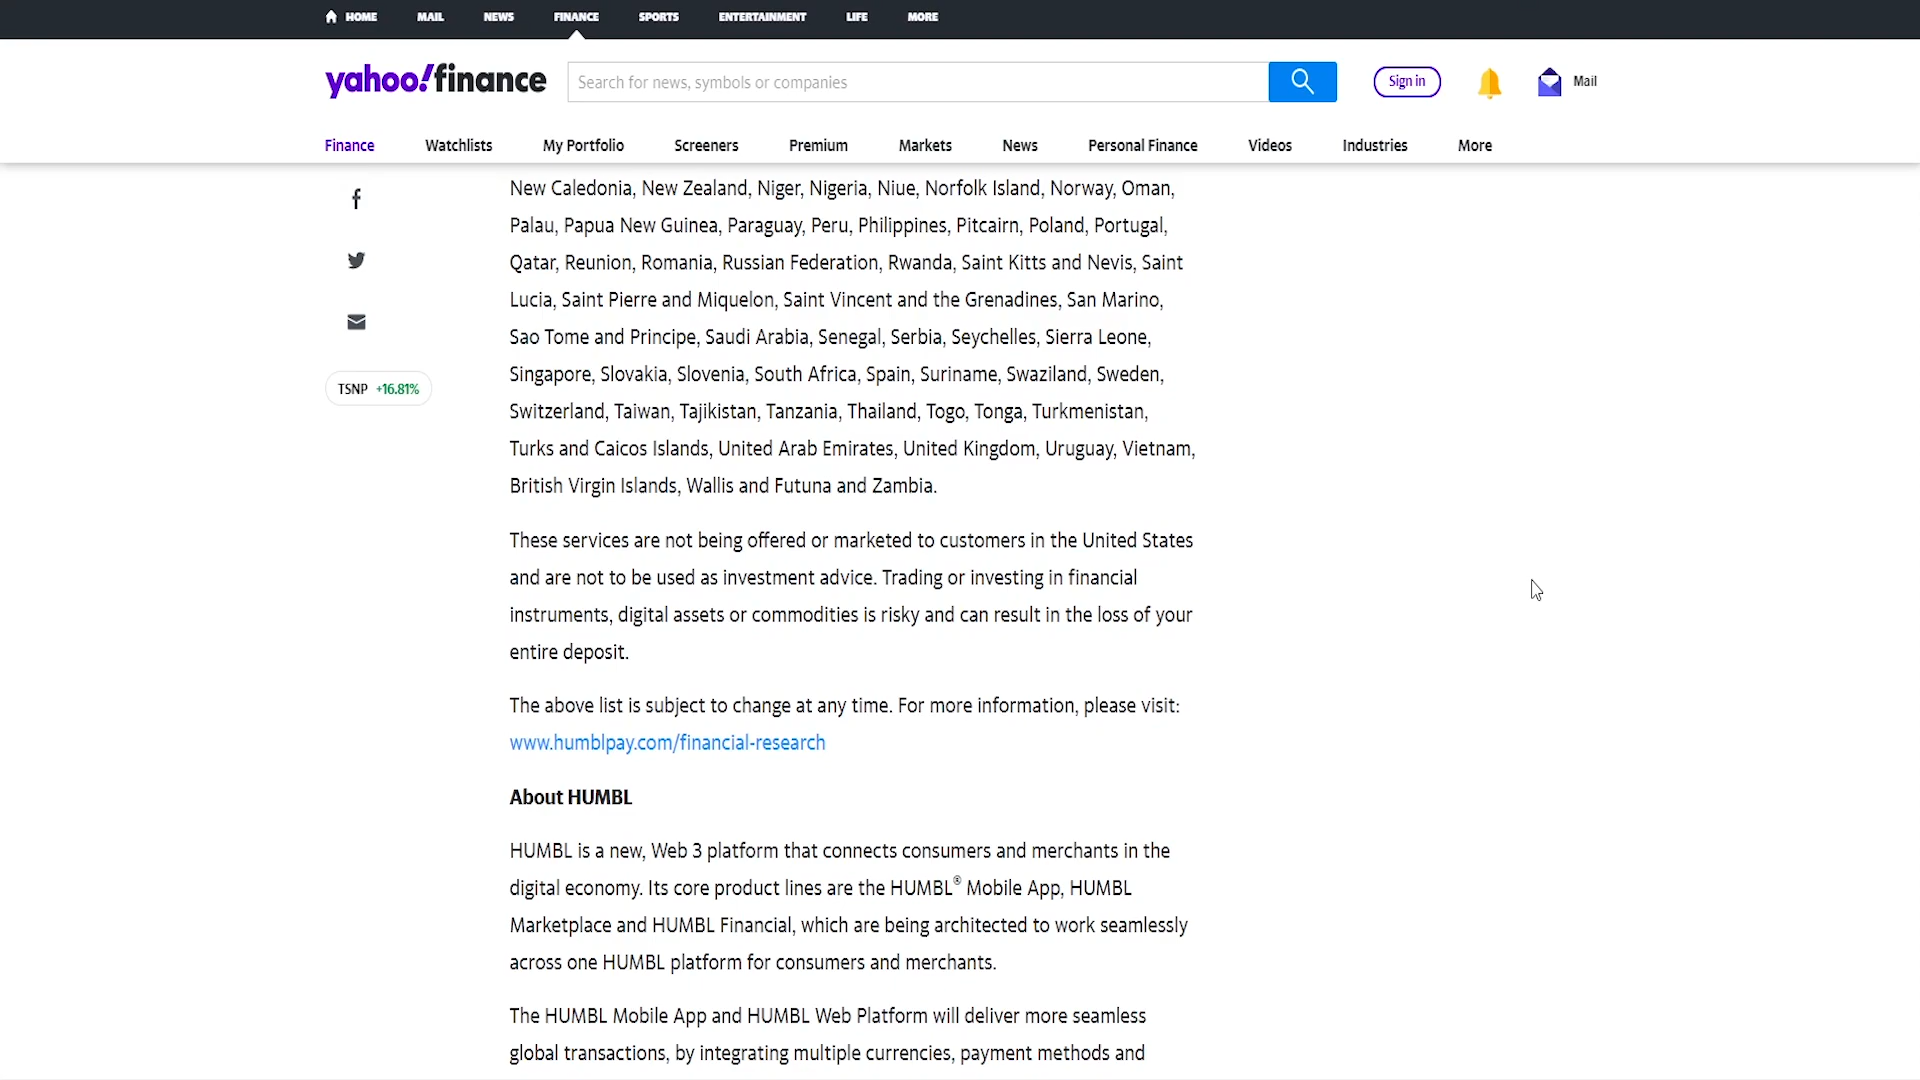 HOME MAIL NEWS FINANCE SPORTS ENTERTAINMENT LIFE MORE
yahoo!finance Search for news, symbols or companies Sign in Mail
Finance Watchlists My Portfolio Screeners Premium Markets News Personal Finance Videos Industries More
New Caledonia, New Zealand, Niger, Nigeria, Niue, Norfolk Island, Norway, Oman,
Palau, Papua New Guinea, Paraguay, Peru, Philippines, Pitcairn, Poland, Portugal,
Qatar, Reunion, Romania, Russian Federation, Rwanda, Saint Kitts and Nevis, Saint
Lucia, Saint Pierre and Miquelon, Saint Vincent and the Grenadines, San Marino,
Sao Tome and Principe, Saudi Arabia, Senegal, Serbia, Seychelles, Sierra Leone,
TSNP +16.81%
Singapore, Slovakia, Slovenia, South Africa, Spain, Suriname, Swaziland, Sweden,
Switzerland, Taiwan, Tajikistan, Tanzania, Thailand, Togo, Tonga, Turkmenistan,
Turks and Caicos Islands, United Arab Emirates, United Kingdom, Uruguay, Vietnam,
British Virgin Islands, Wallis and Futuna and Zambia.
These services are not being offered or marketed to customers in the United States
and are not to be used as investment advice. Trading or investing in financial
instruments, digital assets or commodities is risky and can result in the loss of your
entire deposit.
The above list is subject to change at any time. For more information, please visit:
www.humblpay.com/financial-research
About HUMBL
HUMBL is a new, Web 3 platform that connects consumers and merchants in the
digital economy. Its core product lines are the HUMBL® Mobile App, HUMBL
Marketplace and HUMBL Financial, which are being architected to work seamlessly
across one HUMBL platform for consumers and merchants.
The HUMBL Mobile App and HUMBL Web Platform will deliver more seamless
global transactions, by integrating multiple currencies, payment methods and